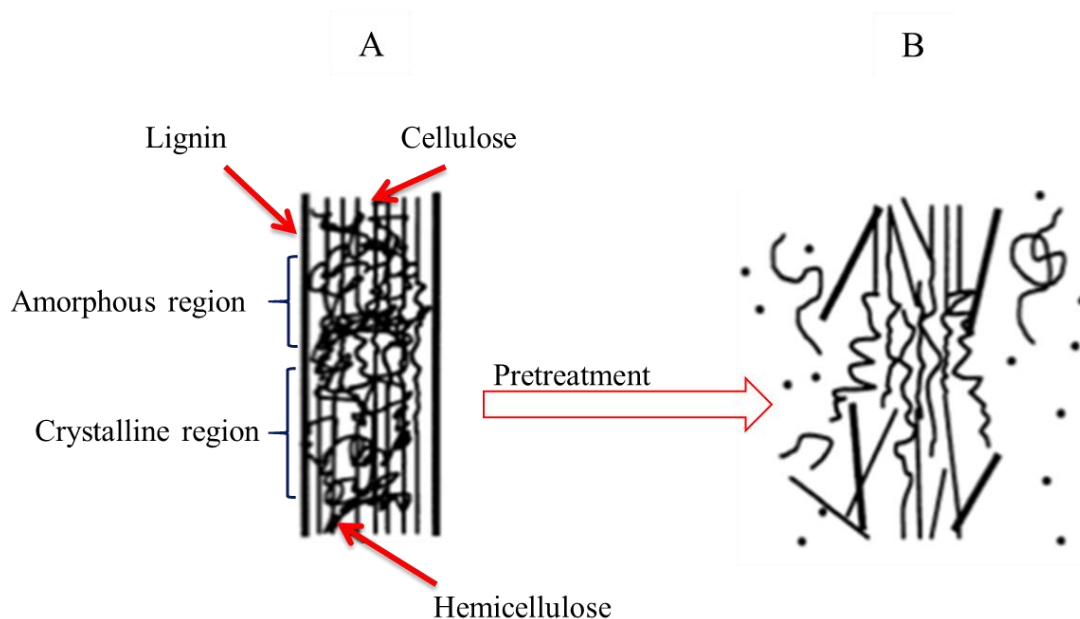 A
B
Lignin
Cellulose
Amorphous region
Pretreatment
Crystalline region
Hemicellulose